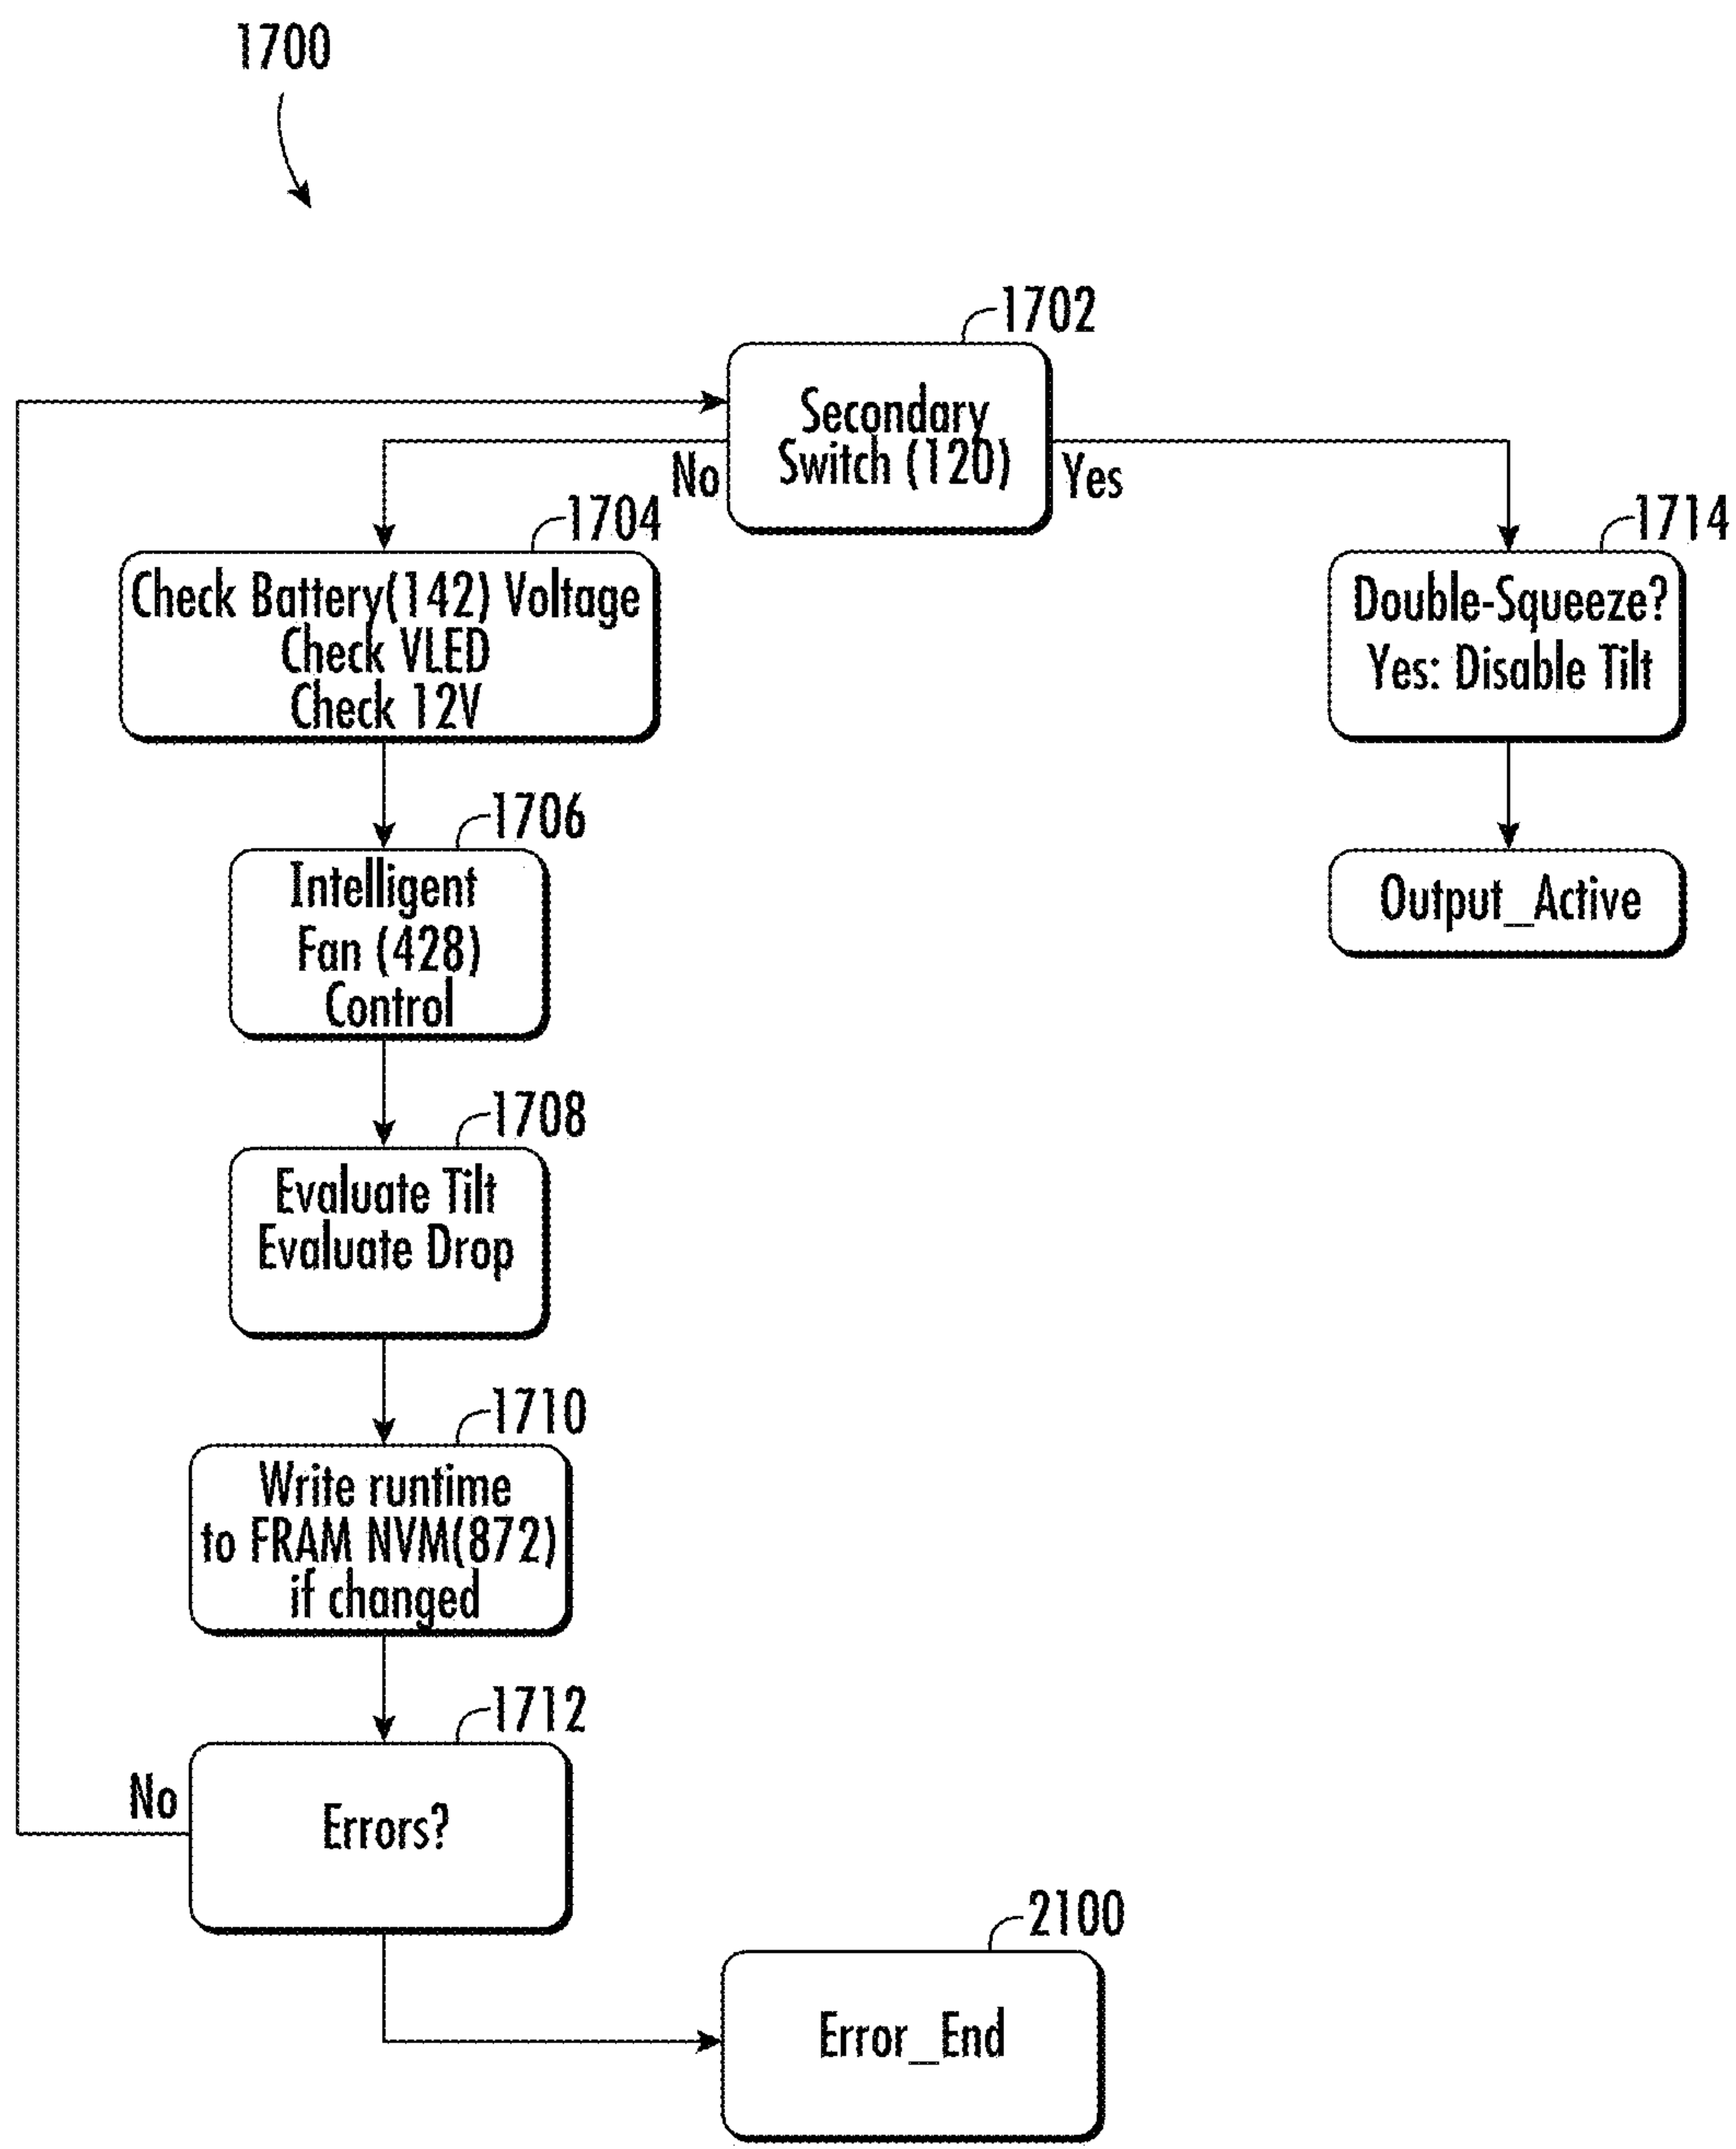 1700
1702
Secondary
Switch (120)
No
Yes
1704
Check Battery(142) Voltage
Check VLED
Check 12V
1714
Double-Squeeze?
Yes: Disable Tilt
1706
Intelligent
Fan (428)
Control
Output_Active
1708
Evaluate Tilt
Evaluate Drop
1710
Write runtime
to FRAM NVM(872)
if changed
1712
No
Errors?
2100
Error_End